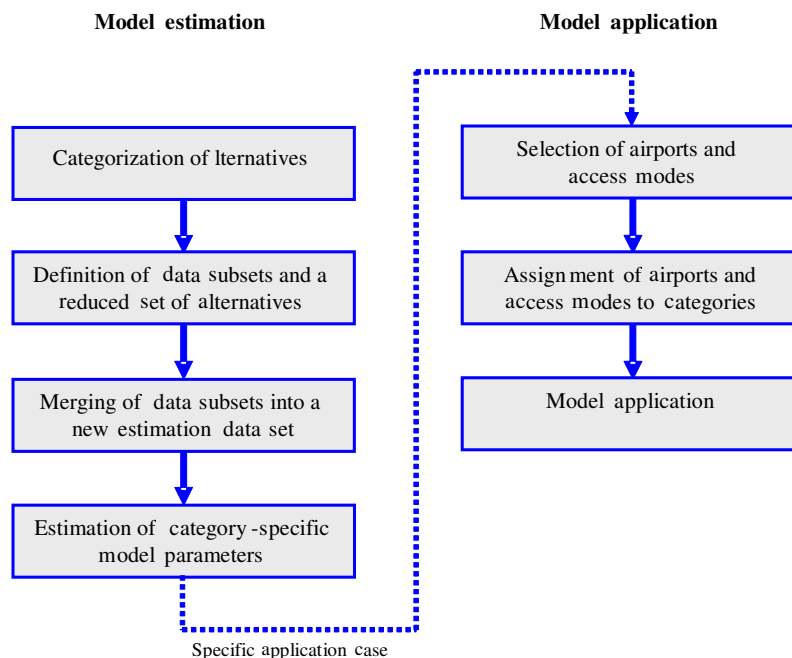 Model estimation
Categorization of lternatives
Definition of data subsets and a
reduced set of alternatives
Merging of data subsets into a
new estimation data set
Estimation of category-specific
model parameters
Specific application case
Model application
Selection of airports and
access modes
Assignment of airports and
access modes to categories
Model application